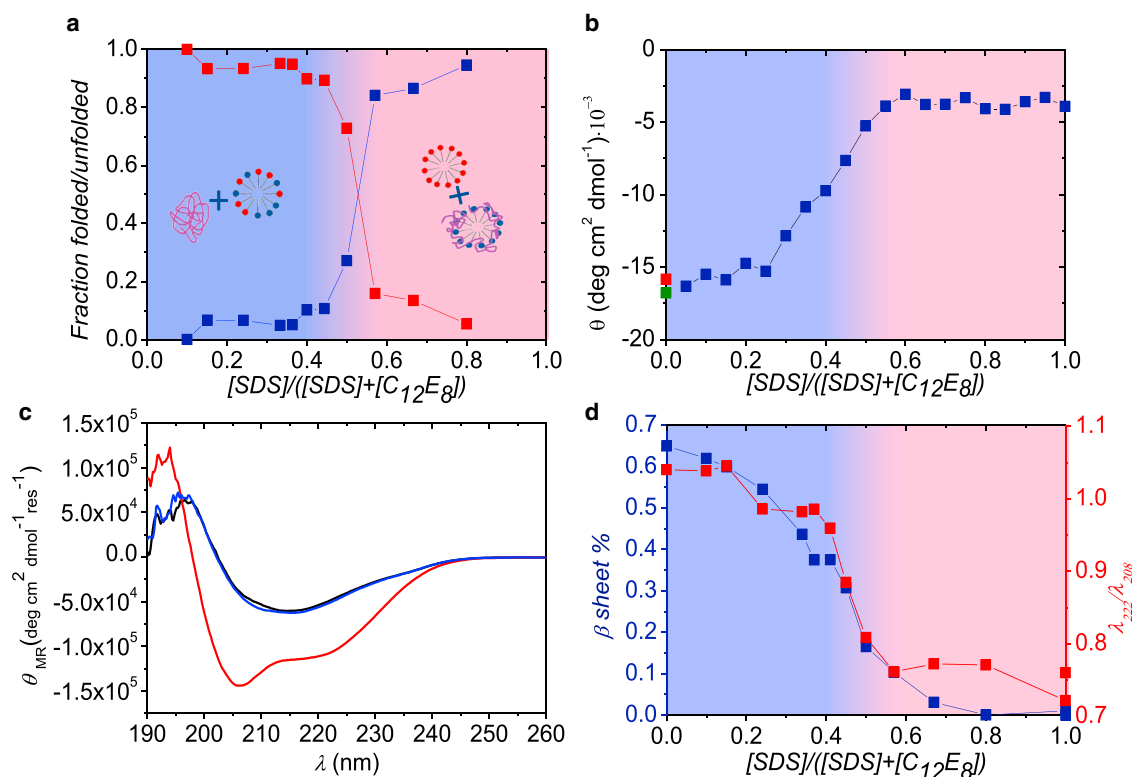 a
1.0
0.8
0.6
0.4
0.2
0.0
Fraction folded/unfolded
0.0 0.2 0.4 0.6 0.8 1.0
[SDS]/([SDS]+[C12E8])
b
0
-5
-10
-15
-20
θ (deg cm² dmol⁻¹)·10⁻³
0.0 0.2 0.4 0.6 0.8 1.0
[SDS]/([SDS]+[C12E8])
c
1.5x10⁵
1.0x10⁵
5.0x10⁴
0.0
-5.0x10⁴
-1.0x10⁵
-1.5x10⁵
θ MR (deg cm² dmol⁻¹ res⁻¹)
190 200 210 220 230 240 250 260
λ (nm)
d
0.7
0.6
0.5
0.4
0.3
0.2
0.1
0.0
β sheet %
1.1
1.0
0.9
0.8
0.7
λ222/λ208
0.0 0.2 0.4 0.6 0.8 1.0
[SDS]/([SDS]+[C12E8])